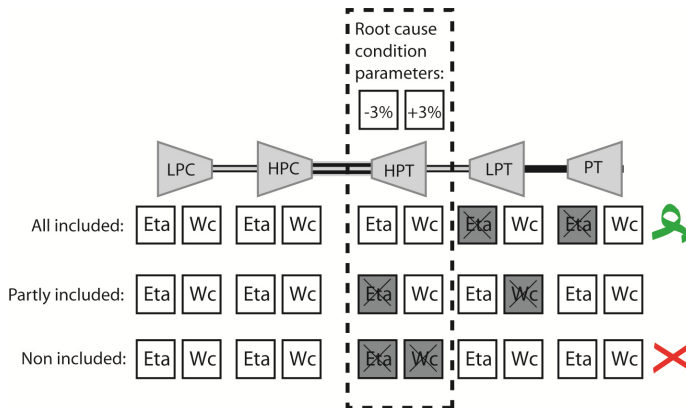 Root cause
condition
parameters:
-3% +3%
LPC HPC HPT LPT PT
All included: Eta Wc Eta Wc Eta Wc Eta Wc Eta Wc
Partly included: Eta Wc Eta Wc Eta Wc Eta Wc Eta Wc
Non included: Eta Wc Eta Wc Eta Wc Eta Wc Eta Wc